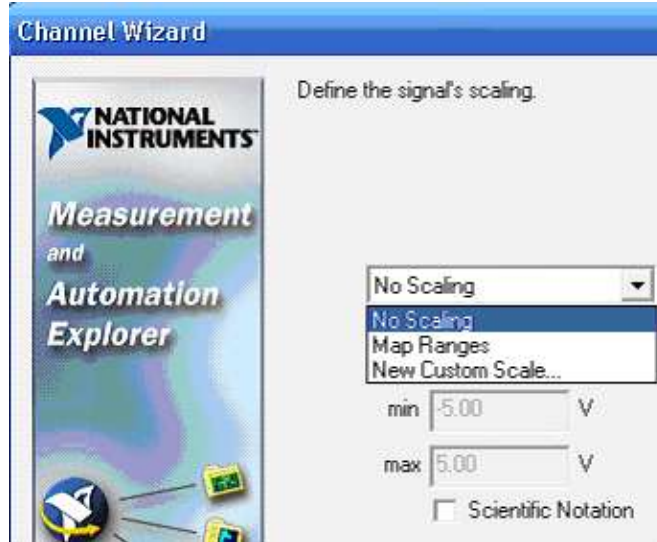 Channel Wizard
NATIONAL
INSTRUMENTS
Measurement
and
Automation
Explorer
Define the signal's scaling.
No Scaling
No Scaling
Map Ranges
New Custom Scale...
min -5.00 V
max 5.00 V
Scientific Notation